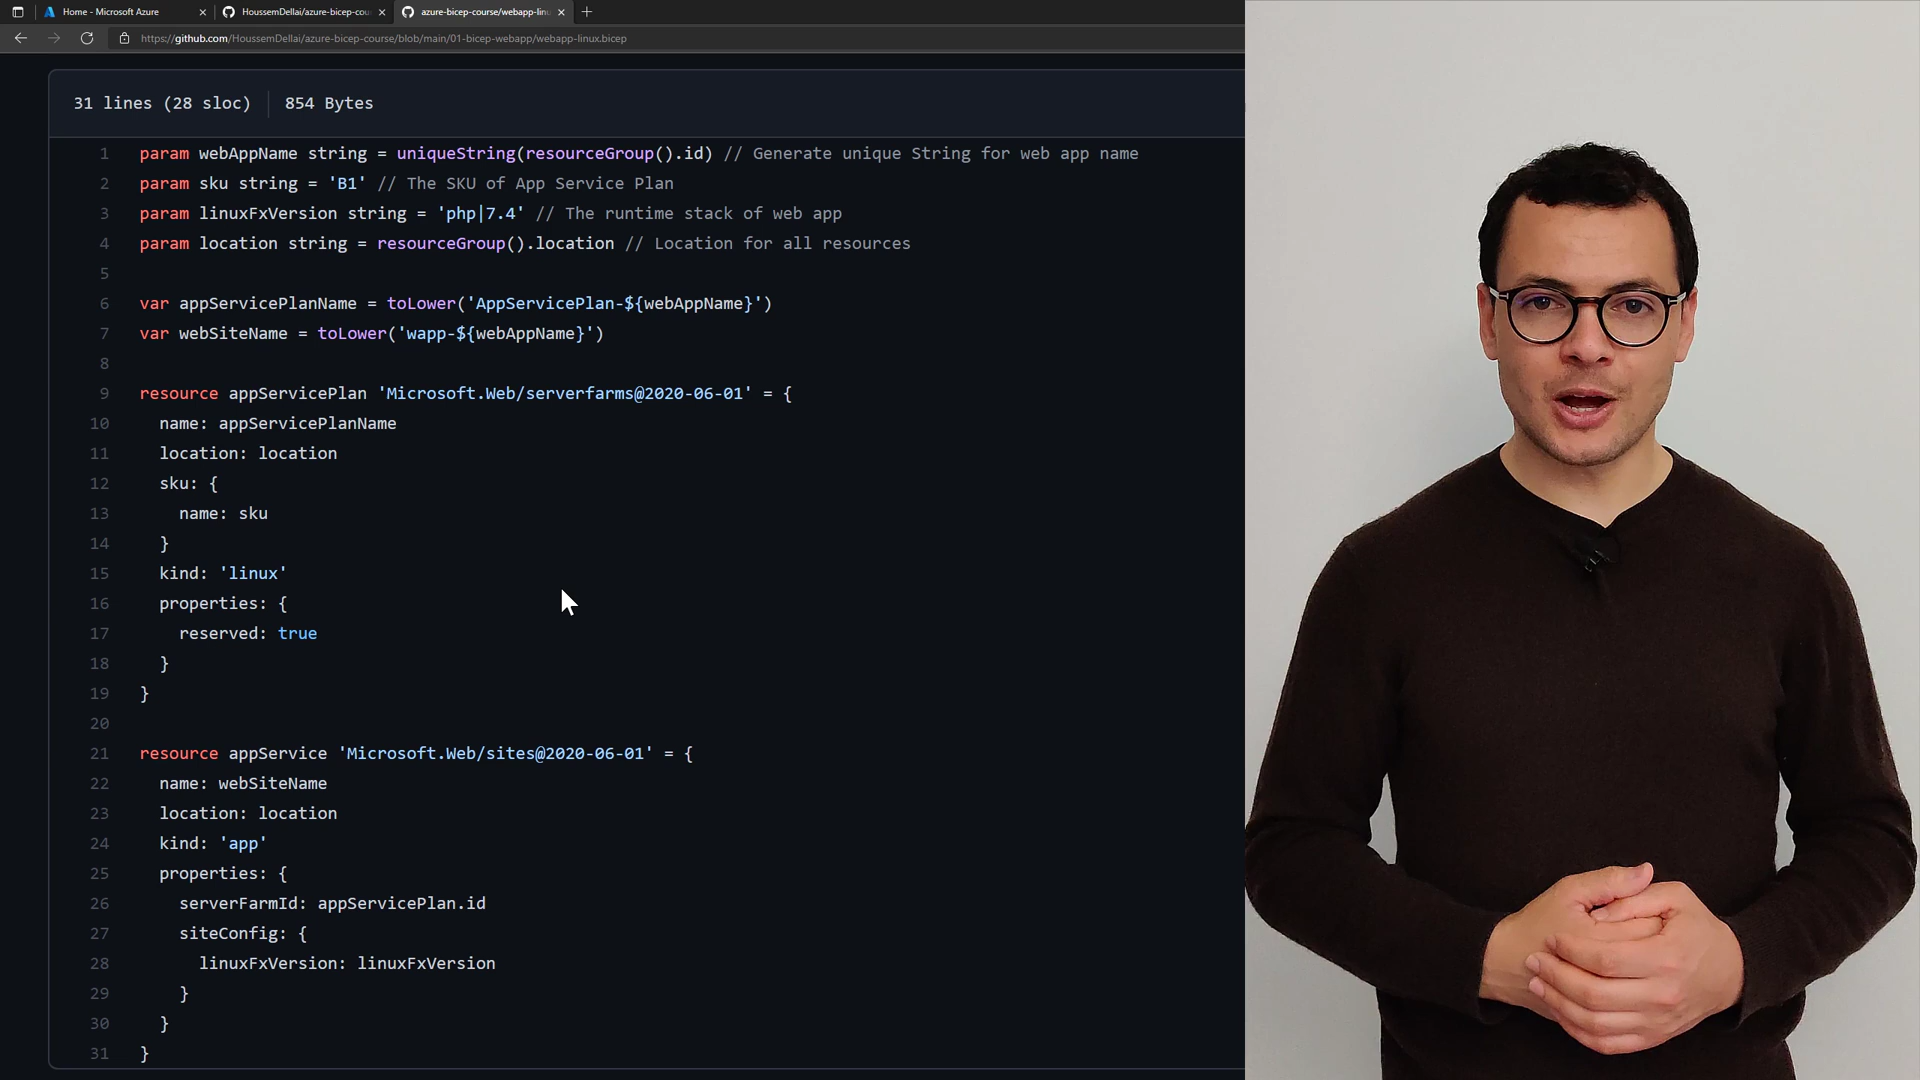 Home - Microsoft Azure
HoussemDellai/azure-bicep-cou
azure-bicep-course/webapp-lin
https://github.com/HoussemDellai/azure-bicep-course/blob/main/01-bicep-webapp/webapp-linux.bicep
31 lines (28 sloc) 854 Bytes
1 param webAppName string = uniqueString(resourceGroup().id) // Generate unique String for web app name
2 param sku string = 'B1' // The SKU of App Service Plan
3 param linuxFxVersion string = 'php|7.4' // The runtime stack of web app
4 param location string = resourceGroup().location // Location for all resources
5
6 var appServicePlanName = toLower('AppServicePlan-${webAppName}')
7 var webSiteName = toLower('wapp-${webAppName}')
8
9 resource appServicePlan 'Microsoft.Web/serverfarms@2020-06-01' = {
10 name: appServicePlanName
11 location: location
12 sku: {
13 name: sku
14 }
15 kind: 'linux'
16 properties: {
17 reserved: true
18 }
19 }
20
21 resource appService 'Microsoft.Web/sites@2020-06-01' = {
22 name: webSiteName
23 location: location
24 kind: 'app'
25 properties: {
26 serverFarmId: appServicePlan.id
27 siteConfig: {
28 linuxFxVersion: linuxFxVersion
29 }
30 }
31 }